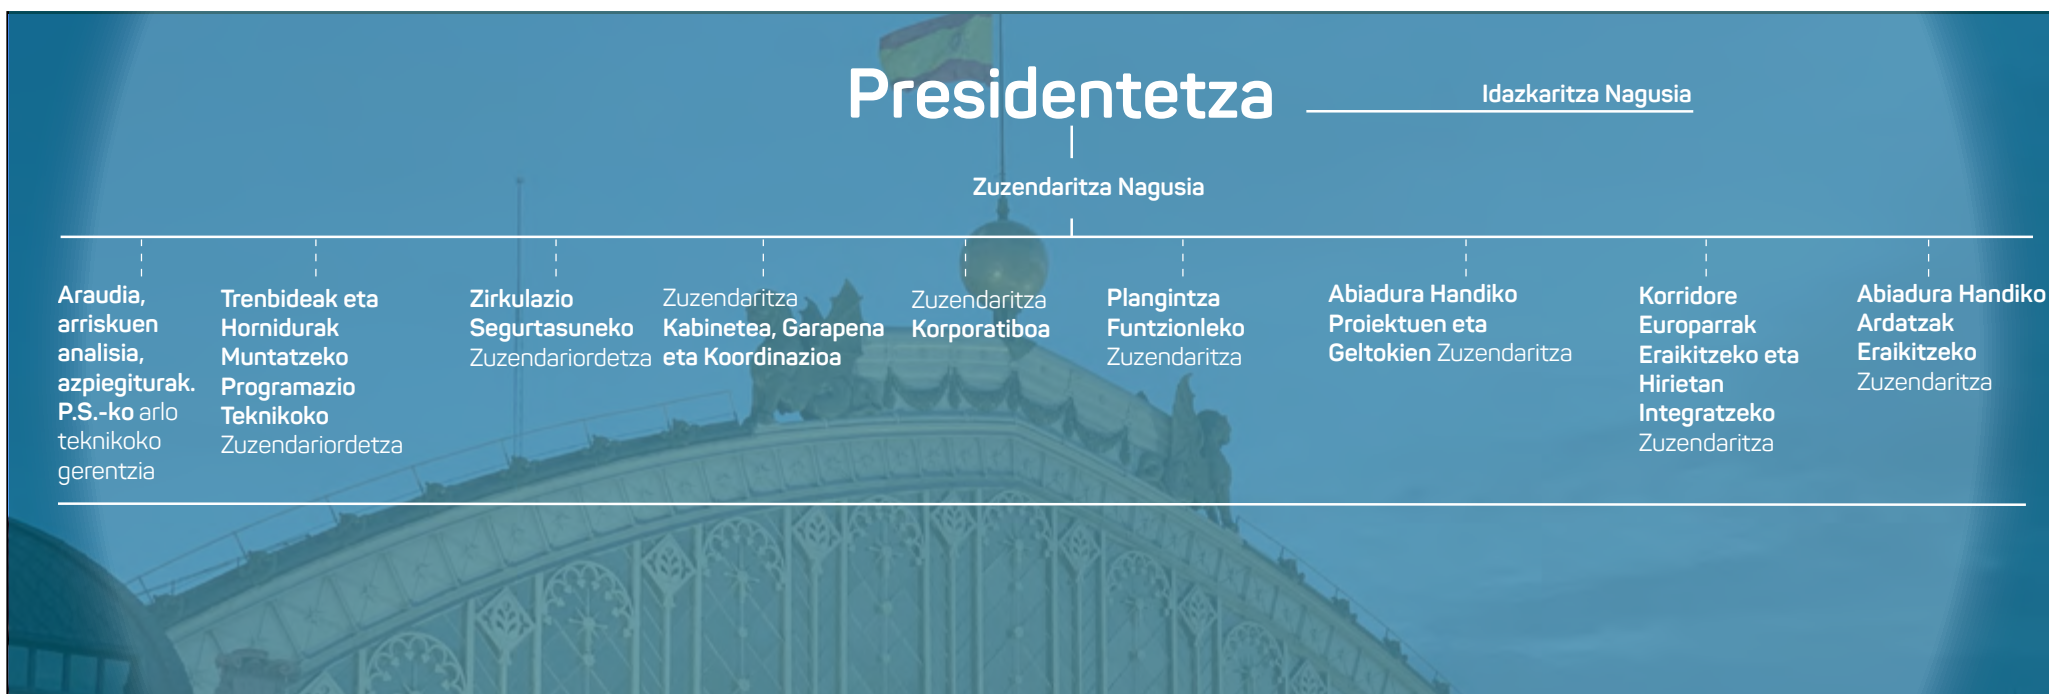 Presidentetza
Idazkaritza Nagusia
Zuzendaritza Nagusia
Araudia,
arriskuen
analisia,
azpiegiturak.
P.S.-ko arlo
teknikoko
gerentzia
Trenbideak eta
Hornidurak
Muntatzeko
Programazio
Teknikoko
Zuzendariordetza
Zirkulazio
Segurtasuneko
Zuzendariordetza
Zuzendaritza
Kabinetea, Garapena
eta Koordinazioa
Zuzendaritza
Korporatiboa
Plangintza
Funtzionleko
Zuzendaritza
Abiadura Handiko
Proiektuen eta
Geltokien Zuzendaritza
Korridore
Europarrak
Eraikitzeko eta
Hirietan
Integratzeko
Zuzendaritza
Abiadura Handiko
Ardatzak
Eraikitzeko
Zuzendaritza